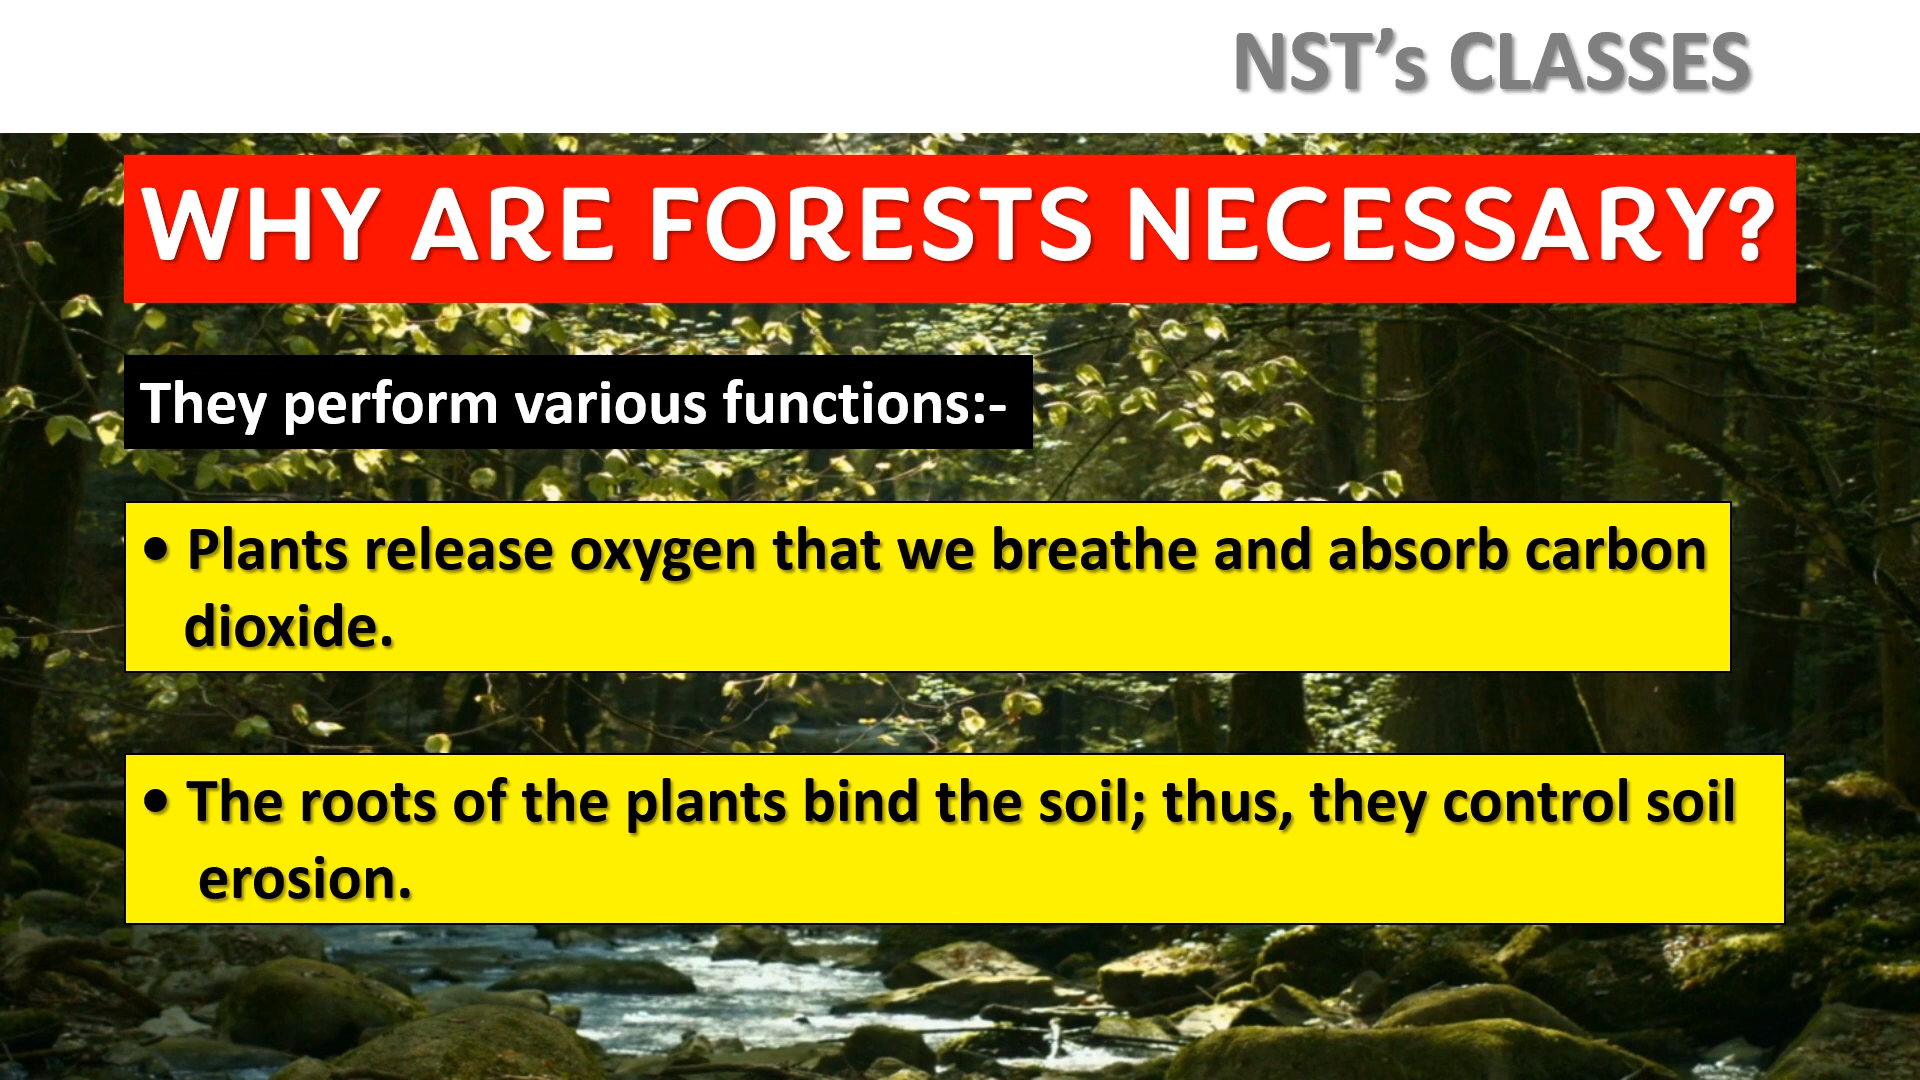 NST’s CLASSES
WHY ARE FORESTS NECESSARY?
They perform various functions:-
• Plants release oxygen that we breathe and absorb carbon
dioxide.
• The roots of the plants bind the soil; thus, they control soil
erosion.